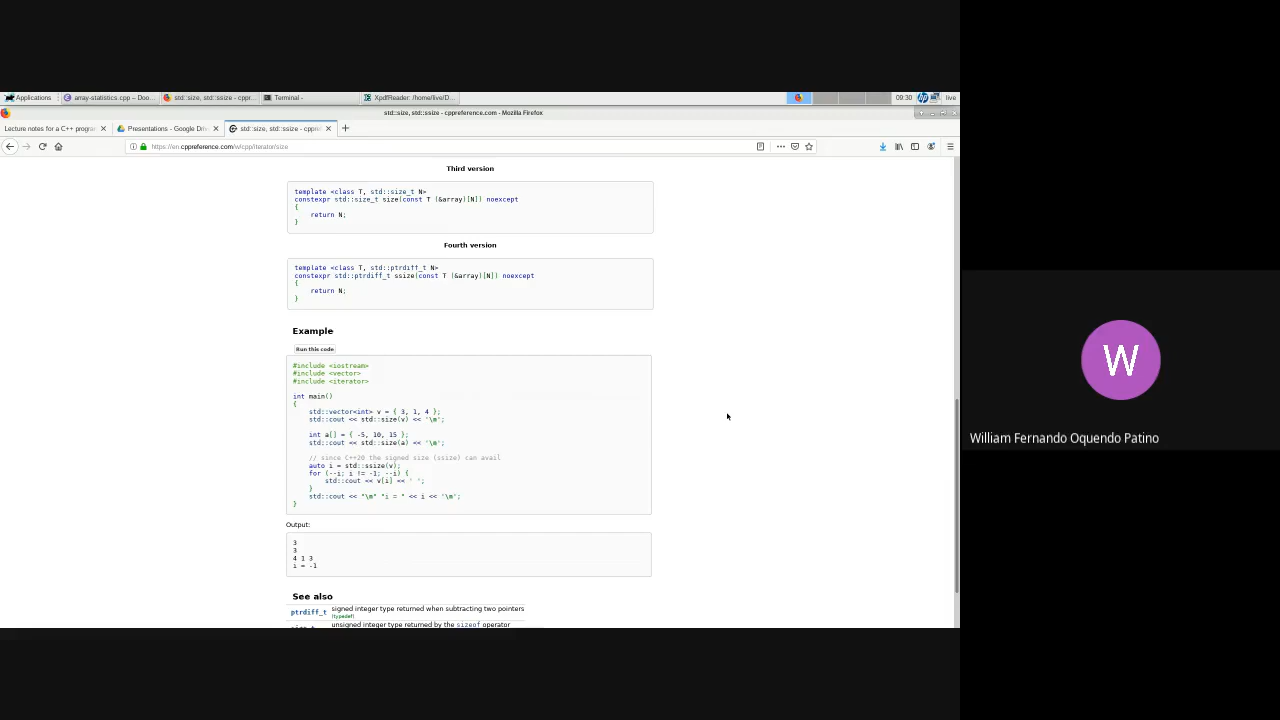 Applications
array-statistics.cpp – Doo...
std::size, std::ssize - cppr...
Terminal -
XpdfReader: /home/live/D...
09:30
live
std::size, std::ssize - cppreference.com - Mozilla Firefox
Lecture notes for a C++ progra
Presentations - Google Driv
std::size, std::ssize - cppre
https://en.cppreference.com/w/cpp/iterator/size
Third version
template <class T, std::size_t N>
constexpr std::size_t size(const T (&array)[N]) noexcept
{
return N;
}
Fourth version
template <class T, std::ptrdiff_t N>
constexpr std::ptrdiff_t ssize(const T (&array)[N]) noexcept
{
return N;
}
Example
Run this code
#include <iostream>
#include <vector>
#include <iterator>
int main()
{
std::vector<int> v = { 3, 1, 4 };
std::cout << std::size(v) << '\n';
int a[] = { -5, 10, 15 };
std::cout << std::size(a) << '\n';
// since C++20 the signed size (ssize) can avail
auto i = std::ssize(v);
for (--i; i != -1; --i) {
std::cout << v[i] << ' ';
}
std::cout << "\n" "i = " << i << '\n';
}
Output:
3
3
4 1 3
i = -1
See also
ptrdiff_t
signed integer type returned when subtracting two pointers
(typedef)
unsigned integer type returned by the sizeof operator
W
William Fernando Oquendo Patino